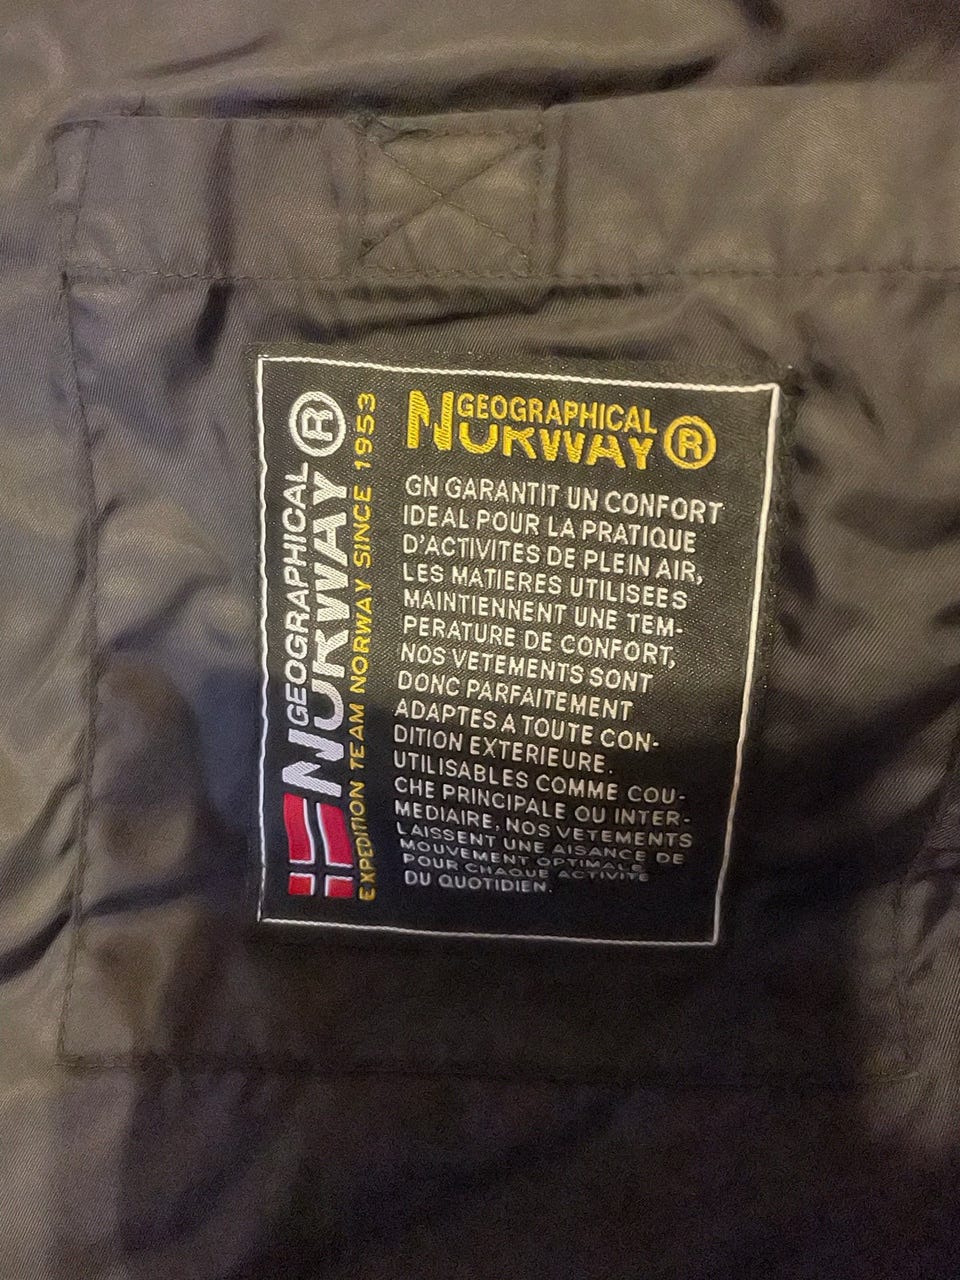 GEOGRAPHICAL
NORWAY ®
EXPEDITION TEAM NORWAY SINCE 1953
GEOGRAPHICAL
NORWAY ®
GN GARANTIT UN CONFORT
IDEAL POUR LA PRATIQUE
D'ACTIVITES DE PLEIN AIR,
LES MATIERES UTILISEES
MAINTIENNENT UNE TEM-
PERATURE DE CONFORT,
NOS VETEMENTS SONT
DONC PARFAITEMENT
ADAPTES A TOUTE CON-
DITION EXTERIEURE.
UTILISABLES COMME COU-
CHE PRINCIPALE OU INTER-
MEDIAIRE, NOS VETEMENTS
LAISSENT UNE AISANCE DE
MOUVEMENT OPTIMALE
POUR CHAQUE ACTIVITE
DU QUOTIDIEN.